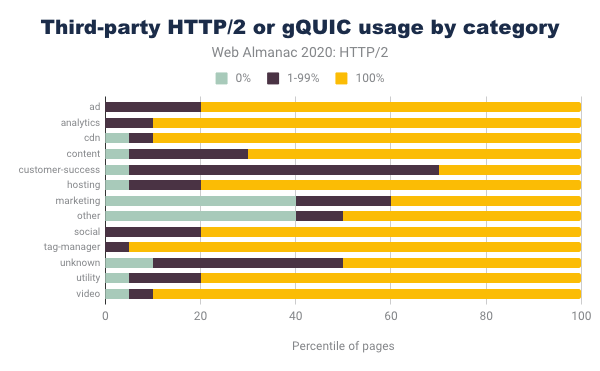 Third-party HTTP/2 or gQUIC usage by category
Web Almanac 2020: HTTP/2
0% 1-99% 100%
ad
analytics
cdn
content
customer-success
hosting
marketing
other
social
tag-manager
unknown
utility
video
0 20 40 60 80 100
Percentile of pages